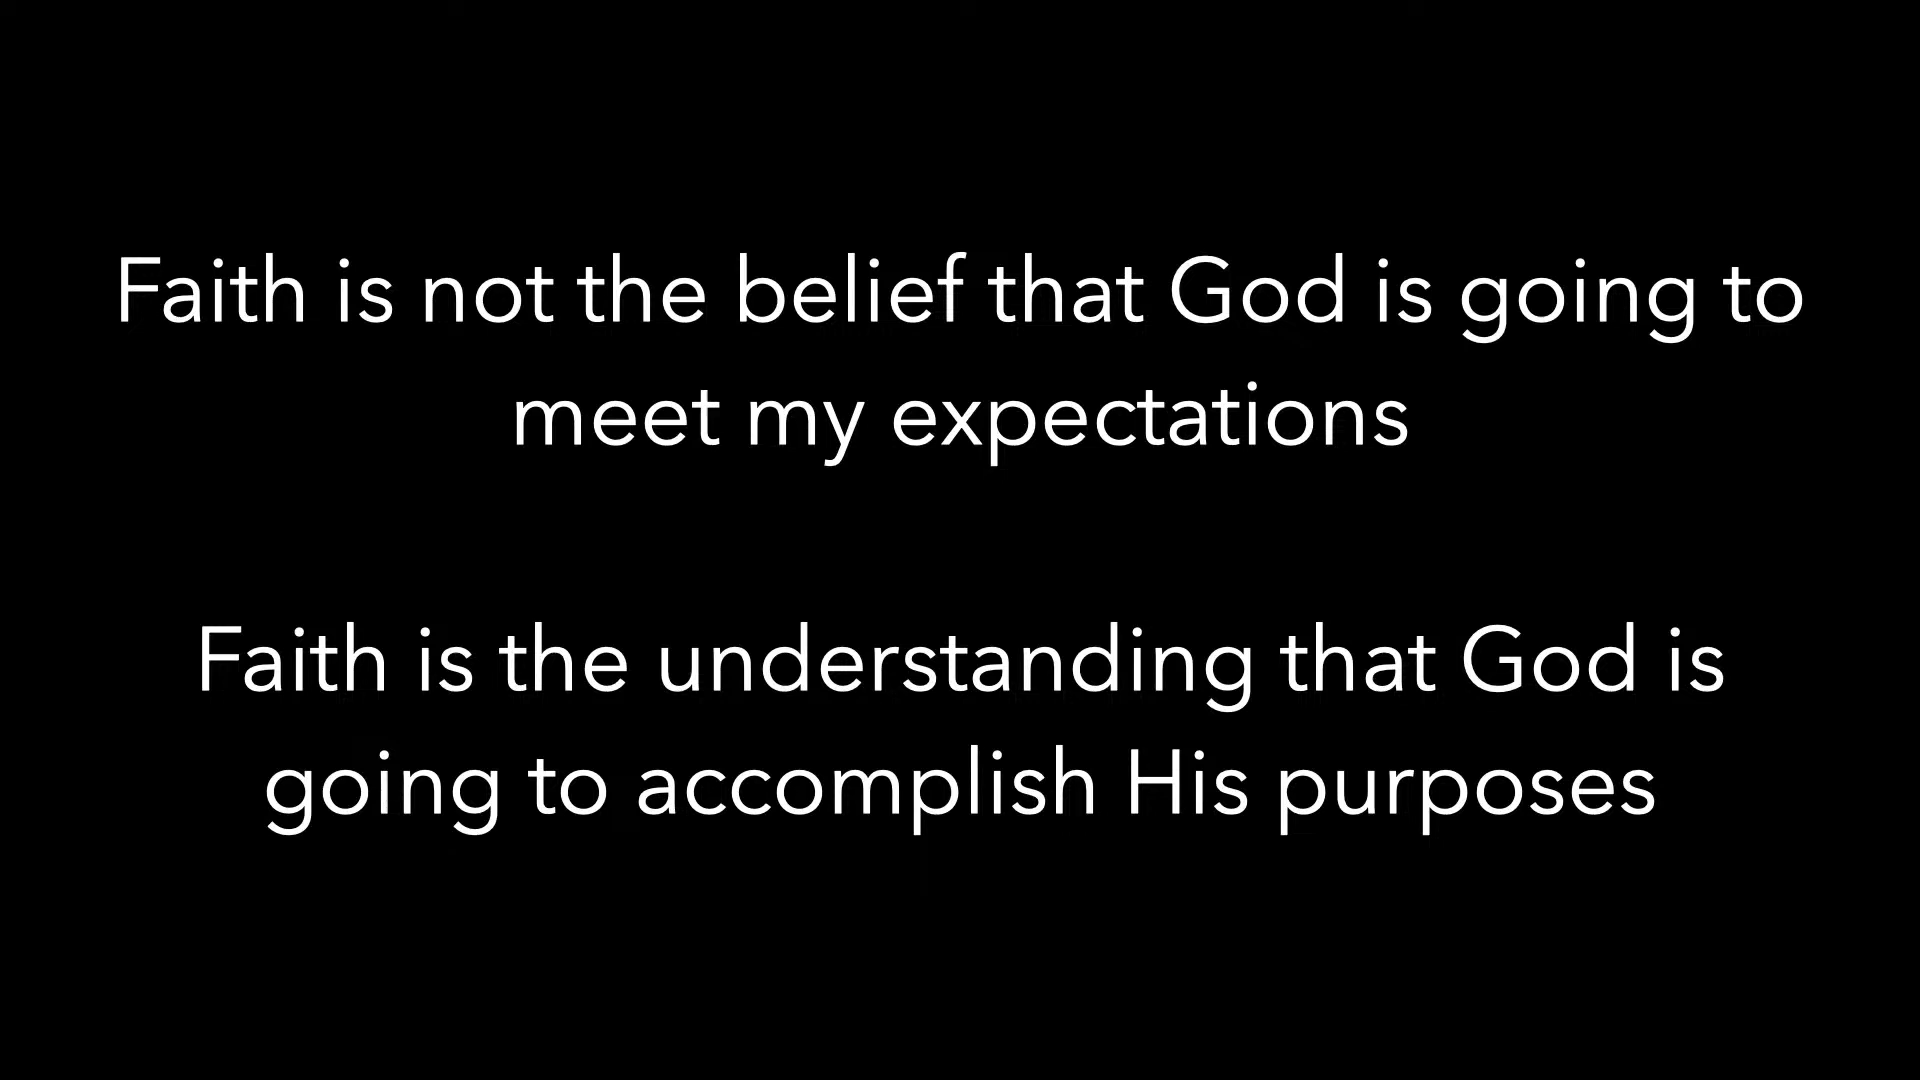 Faith is not the belief that God is going to
meet my expectations
Faith is the understanding that God is
going to accomplish His purposes